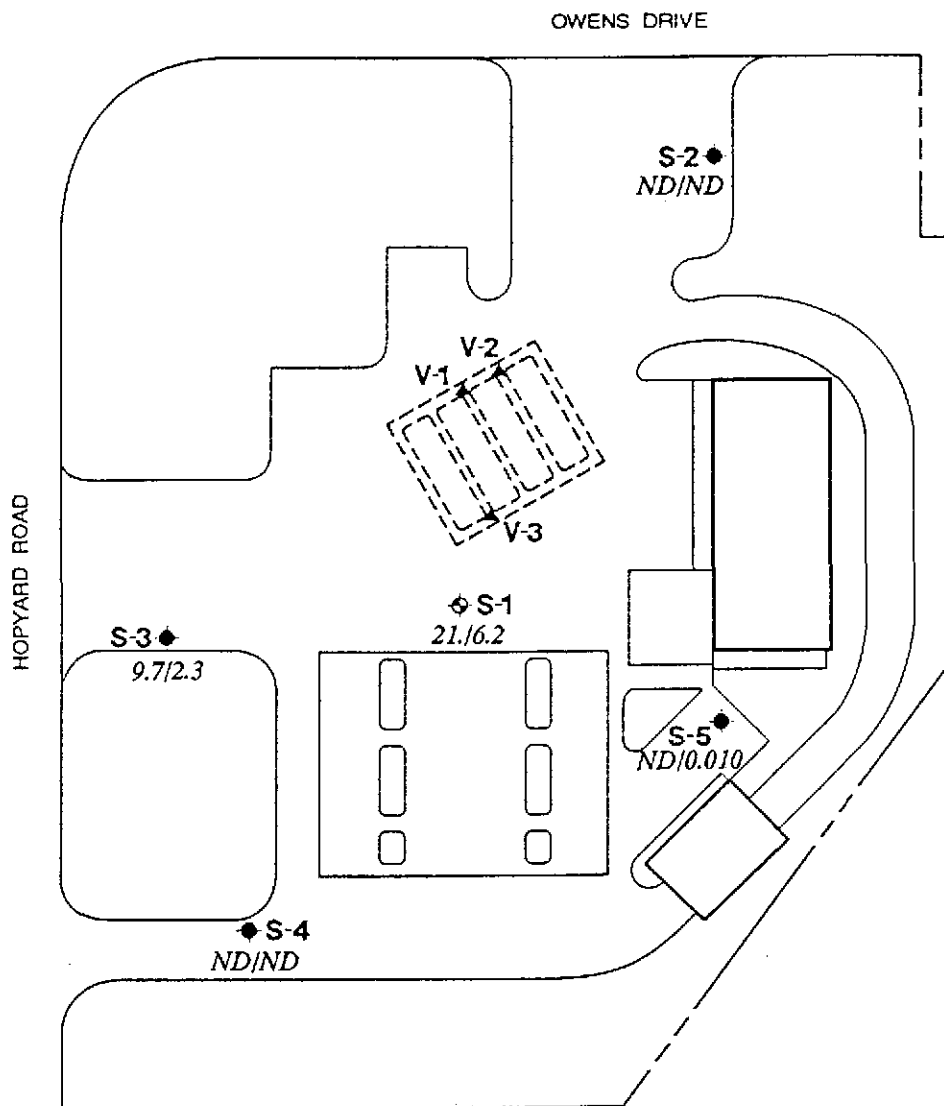 OWENS DRIVE
S-2
ND/ND
V-2
V-1
V-3
HOPYARD ROAD
S-1
21./6.2
S-3
9.7/2.3
S-5
ND/0.010
S-4
ND/ND